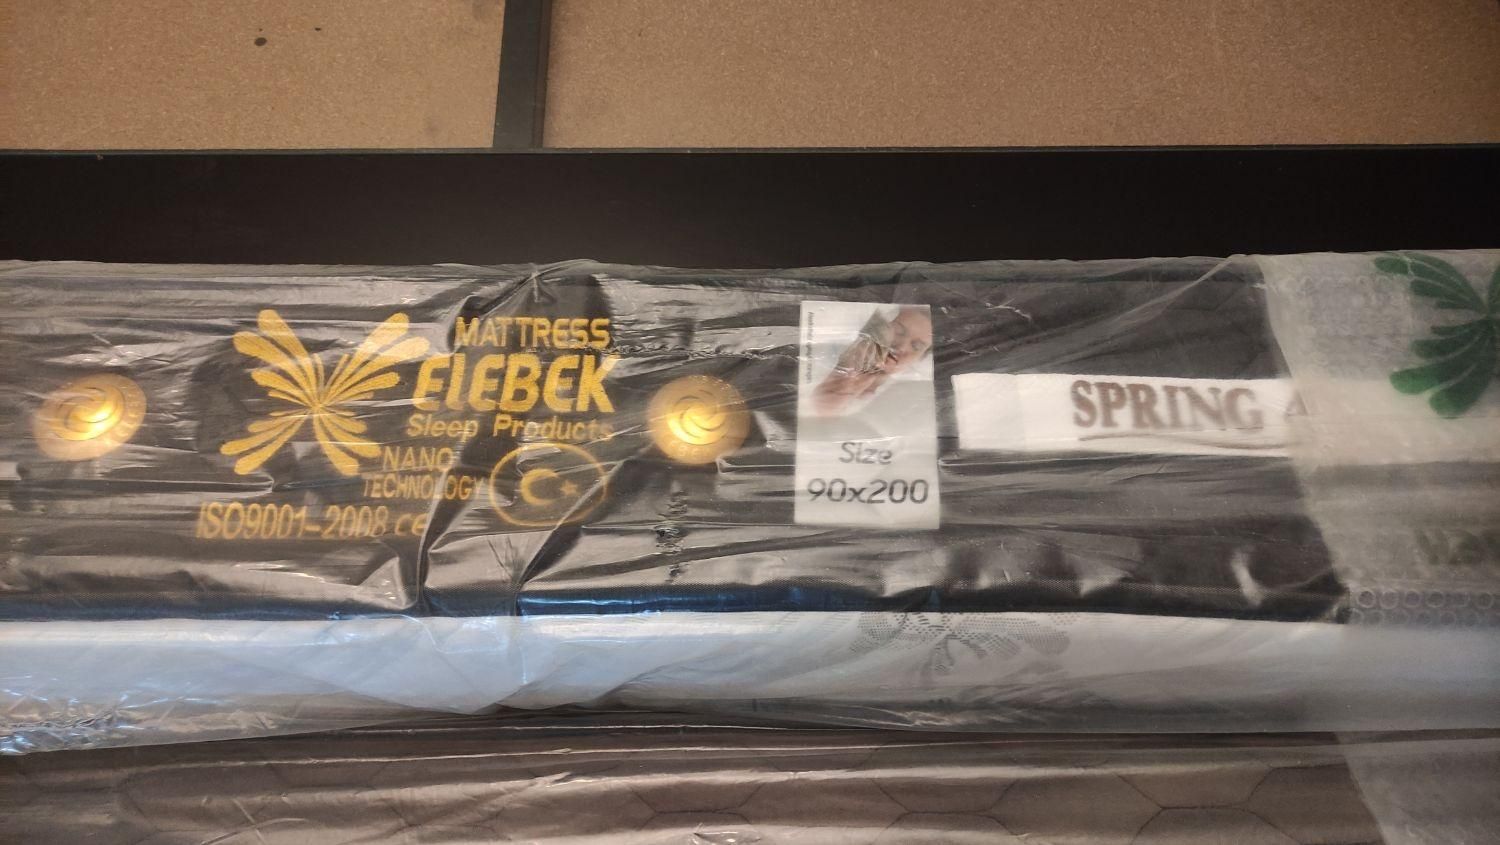 MATTRESS
ELEBEK
Sleep Products
NANO
TECHNOLOGY
ISO9001-2008 ce
Size
90x200
SPRING